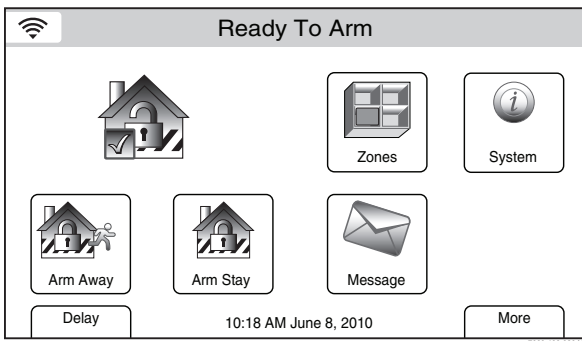 Ready To Arm
Zones
System
Arm Away
Arm Stay
Message
Delay
10:18 AM June 8, 2010
More